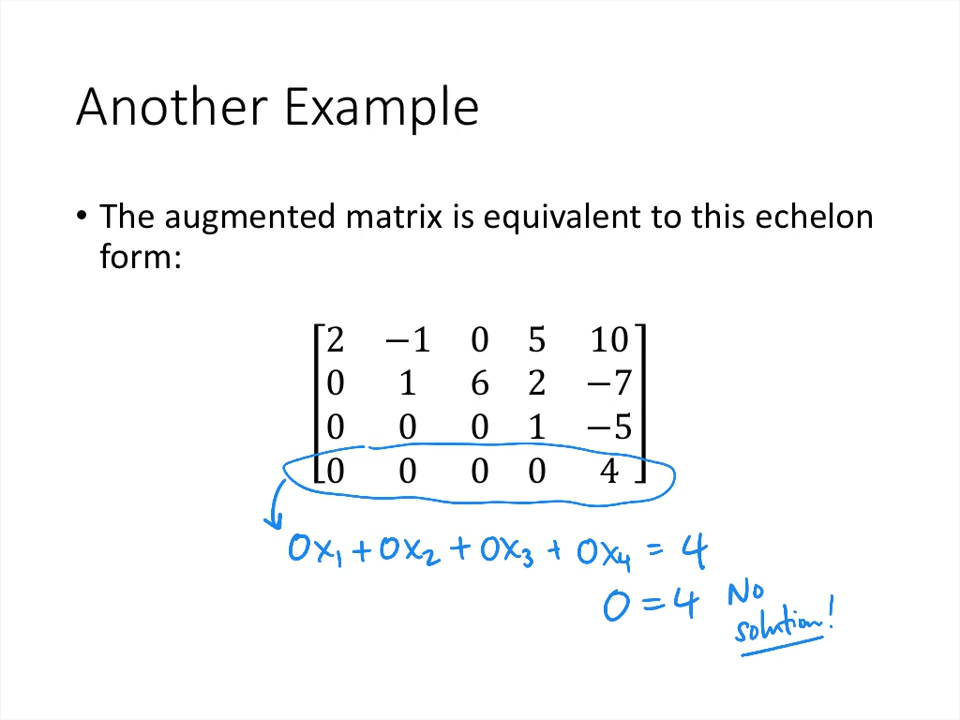 Another Example
• The augmented matrix is equivalent to this echelon
form:
2 −1 0 5 10
0 1 6 2 −7
0 0 0 1 −5
0 0 0 0 4
0x₁ + 0x₂ + 0x₃ + 0x₄ = 4
0 = 4 No
solution!